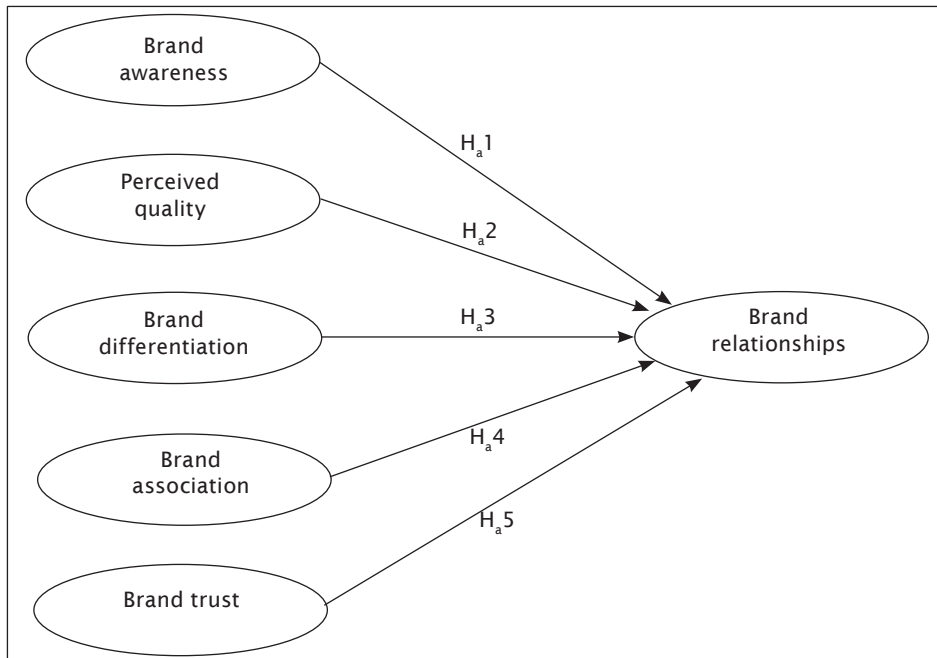 Brand
awareness
Hₐ1
Perceived
quality
Hₐ2
Brand
differentiation
Hₐ3
Brand
relationships
Brand
association
Hₐ4
Brand trust
Hₐ5